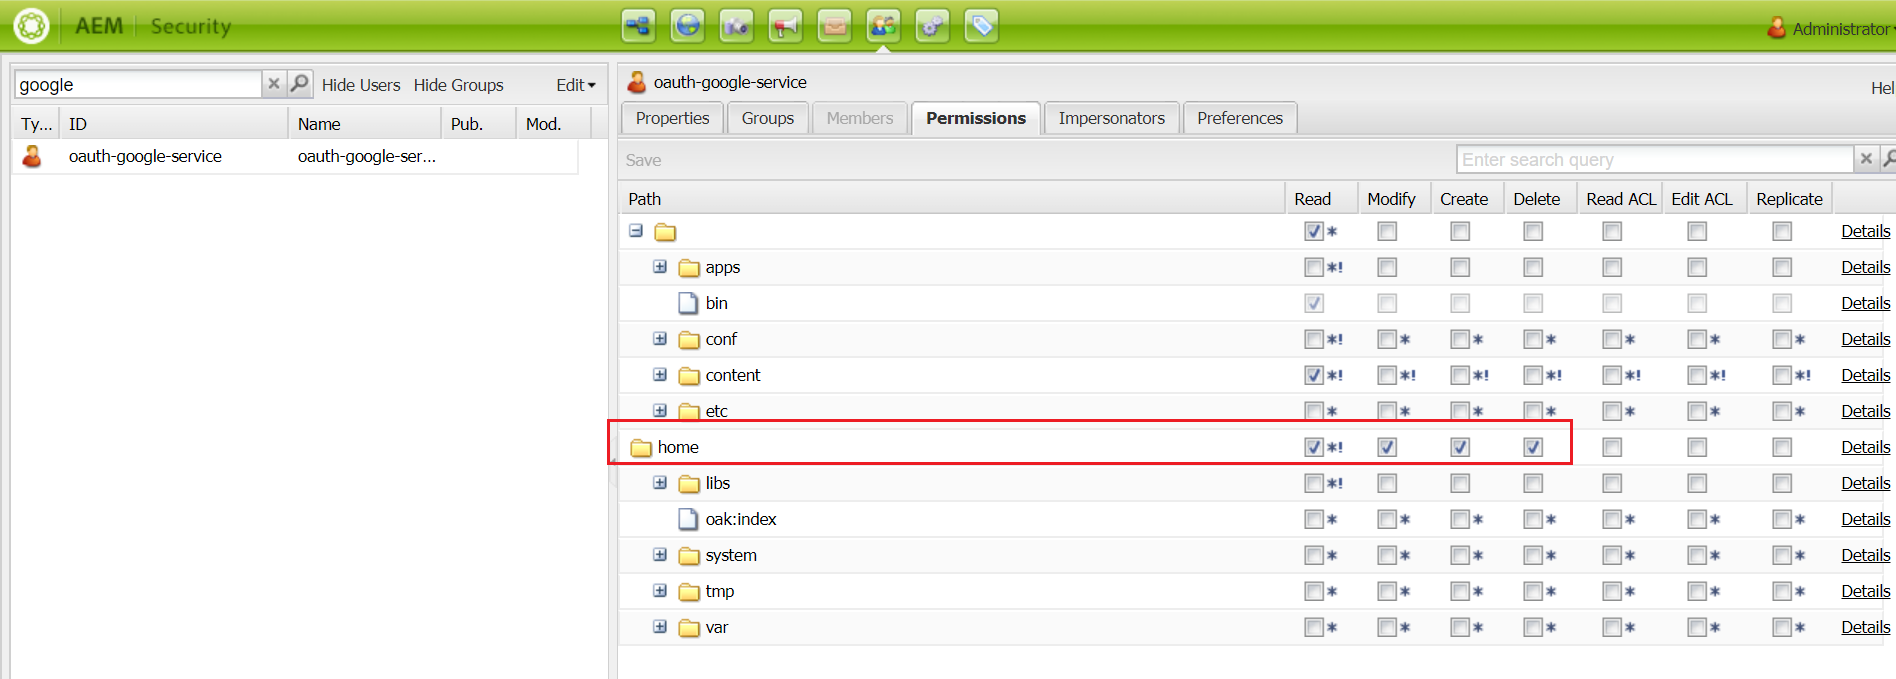 AEM Security
Administrator
google
Hide Users Hide Groups Edit
Ty... ID Name Pub. Mod.
oauth-google-service oauth-google-ser...
oauth-google-service
Hel
Properties Groups Members Permissions Impersonators Preferences
Save Enter search query
Path Read Modify Create Delete Read ACL Edit ACL Replicate
* Details
apps *! Details
bin Details
conf *! * * * * * * Details
content *! *! *! *! *! *! *! Details
etc * * * * * * * Details
home *! Details
libs *! Details
oak:index * * * * * * * Details
system * * * * * * * Details
tmp * * * * * * * Details
var * * * * * * * Details